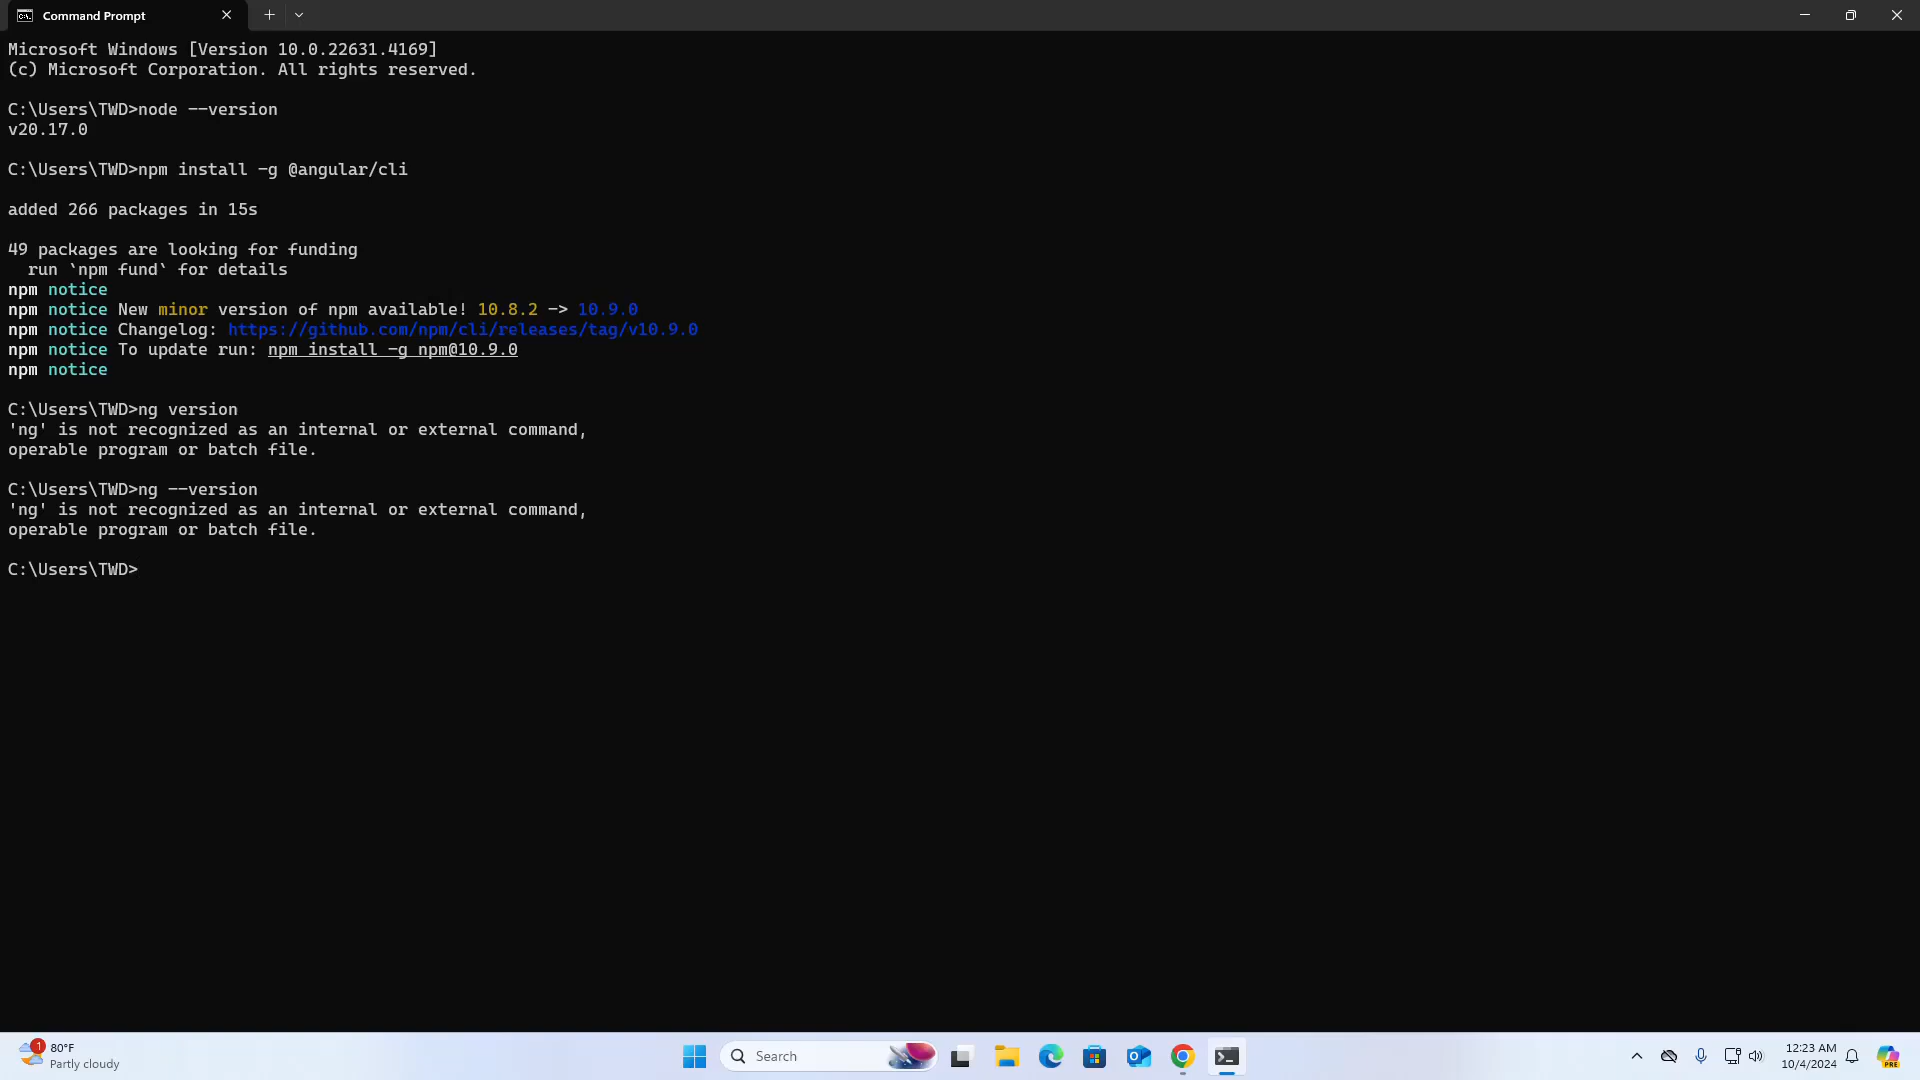 Command Prompt
Microsoft Windows [Version 10.0.22631.4169]
(c) Microsoft Corporation. All rights reserved.
C:\Users\TWD>node --version
v20.17.0
C:\Users\TWD>npm install -g @angular/cli
added 266 packages in 15s
49 packages are looking for funding
  run `npm fund` for details
npm notice
npm notice New minor version of npm available! 10.8.2 -> 10.9.0
npm notice Changelog: https://github.com/npm/cli/releases/tag/v10.9.0
npm notice To update run: npm install -g npm@10.9.0
npm notice
C:\Users\TWD>ng version
'ng' is not recognized as an internal or external command,
operable program or batch file.
C:\Users\TWD>ng --version
'ng' is not recognized as an internal or external command,
operable program or batch file.
C:\Users\TWD>
1
80°F
Partly cloudy
Search
12:23 AM
10/4/2024
PRE